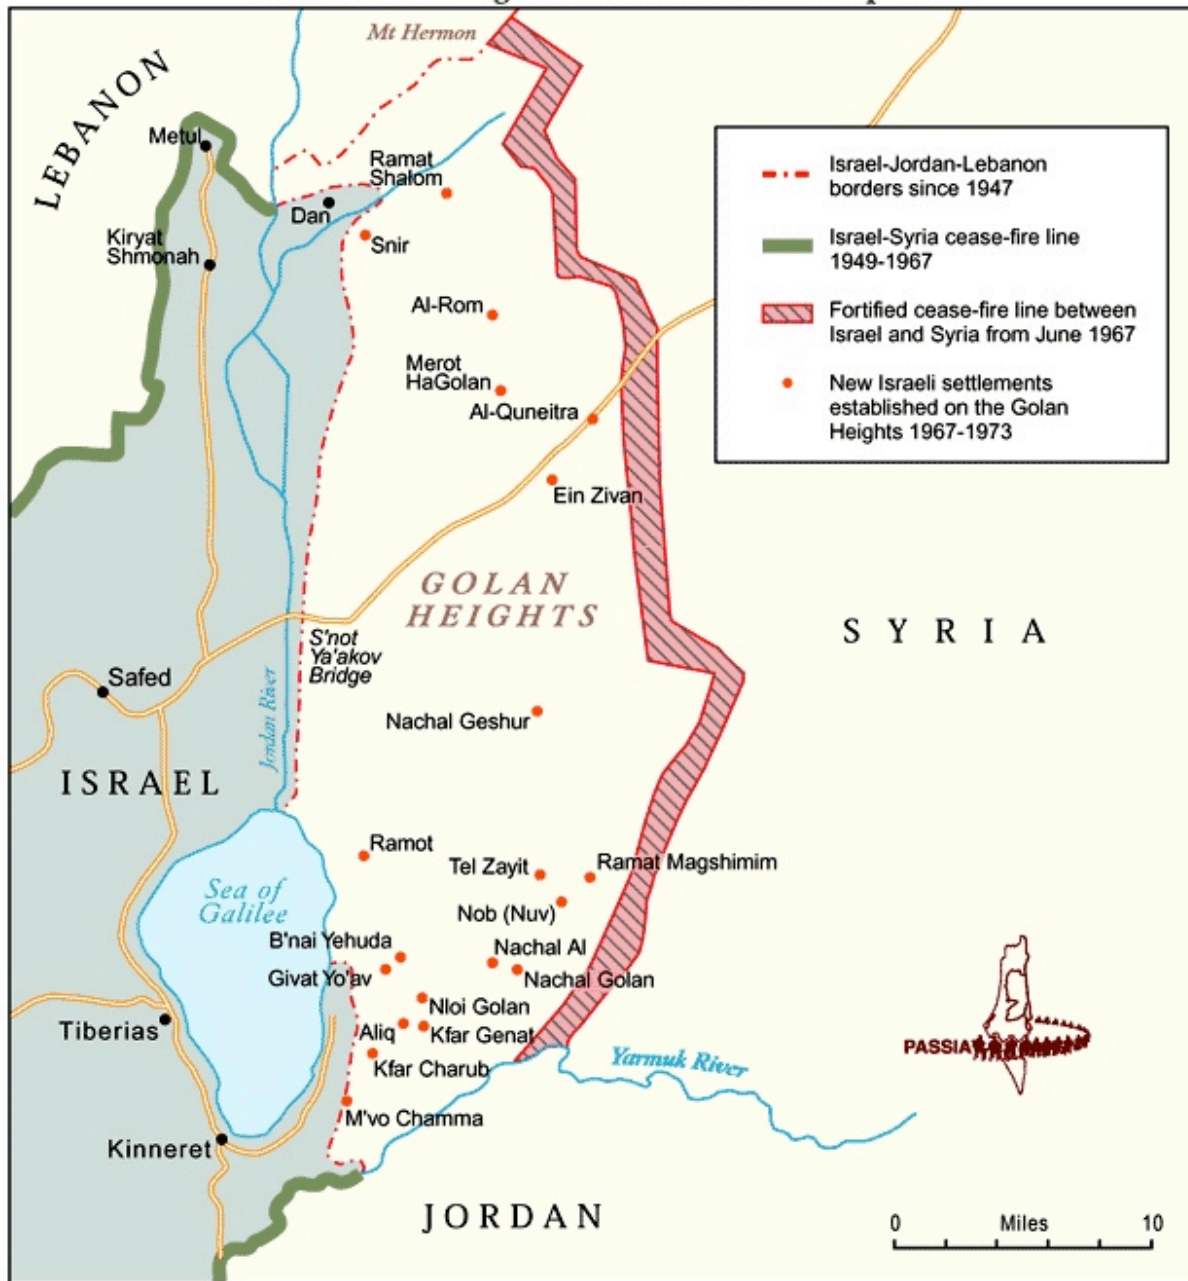 Mt Hermon
LEBANON
Metul
Ramat
Shalom
Dan
Kiryat
Shmonah
Snir
Al-Rom
Merot
HaGolan
Al-Quneitra
Ein Zivan
Israel-Jordan-Lebanon
borders since 1947
Israel-Syria cease-fire line
1949-1967
Fortified cease-fire line between
Israel and Syria from June 1967
New Israeli settlements
established on the Golan
Heights 1967-1973
GOLAN
HEIGHTS
SYRIA
S'not
Ya'akov
Bridge
Safed
Jordan River
Nachal Geshur
ISRAEL
Ramot
Tel Zayit
Ramat Magshimim
Sea of
Galilee
Nob (Nuv)
B'nai Yehuda
Nachal Al
Givat Yo'av
Nachal Golan
Nloi Golan
Tiberias
Aliq
Kfar Genat
Kfar Charub
Yarmuk River
PASSIA
M'vo Chamma
Kinneret
JORDAN
0 Miles 10